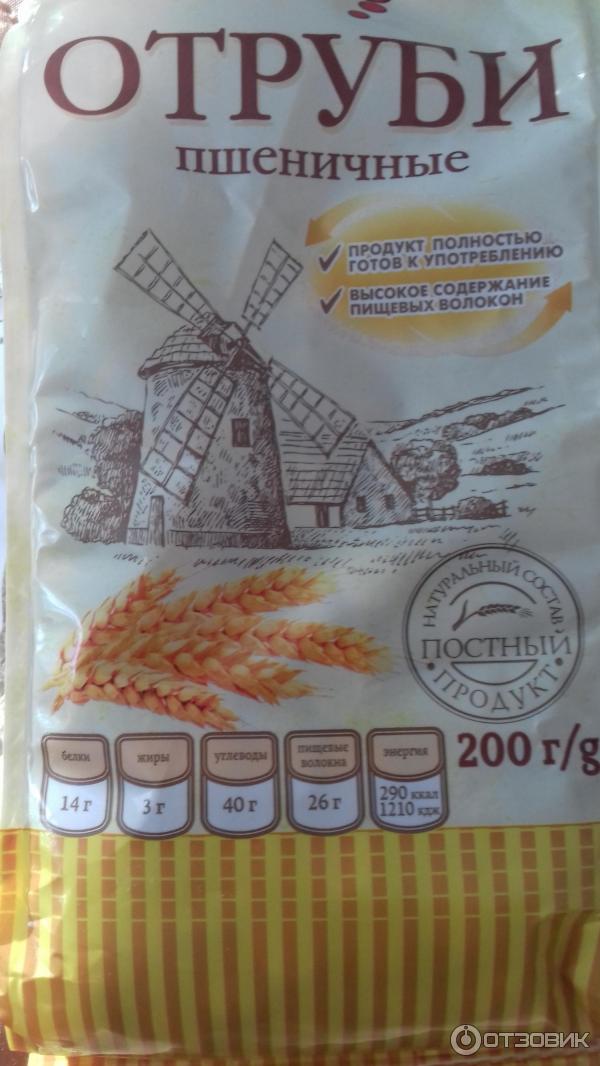 ОТРУБИ
пшеничные
ПРОДУКТ ПОЛНОСТЬЮ
ГОТОВ К УПОТРЕБЛЕНИЮ
ВЫСОКОЕ СОДЕРЖАНИЕ
ПИЩЕВЫХ ВОЛОКОН
НАТУРАЛЬНЫЙ СОСТАВ
ПОСТНЫЙ
• ПРОДУКТ •
белки
14 г
жиры
3 г
углеводы
40 г
пищевые
волокна
26 г
энергия
290 ккал
1210 кдж
200 г/g
ОТЗОВИК